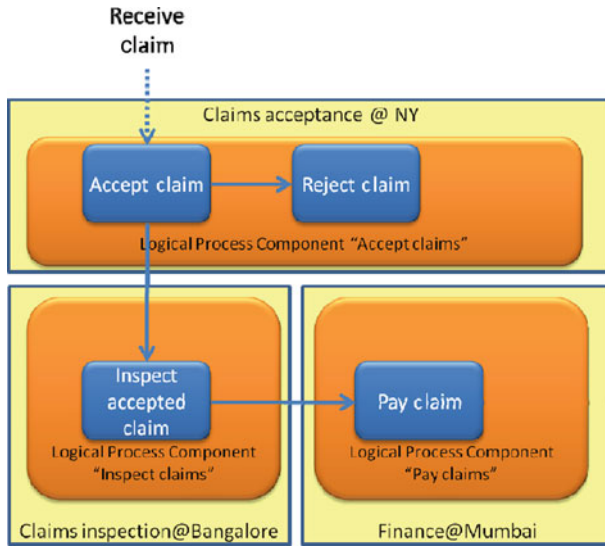 Receive
claim
Claims acceptance @ NY
Accept claim
Reject claim
Logical Process Component “Accept claims”
Inspect
accepted
claim
Logical Process Component
“Inspect claims”
Claims inspection@Bangalore
Pay claim
Logical Process Component
“Pay claims”
Finance@Mumbai